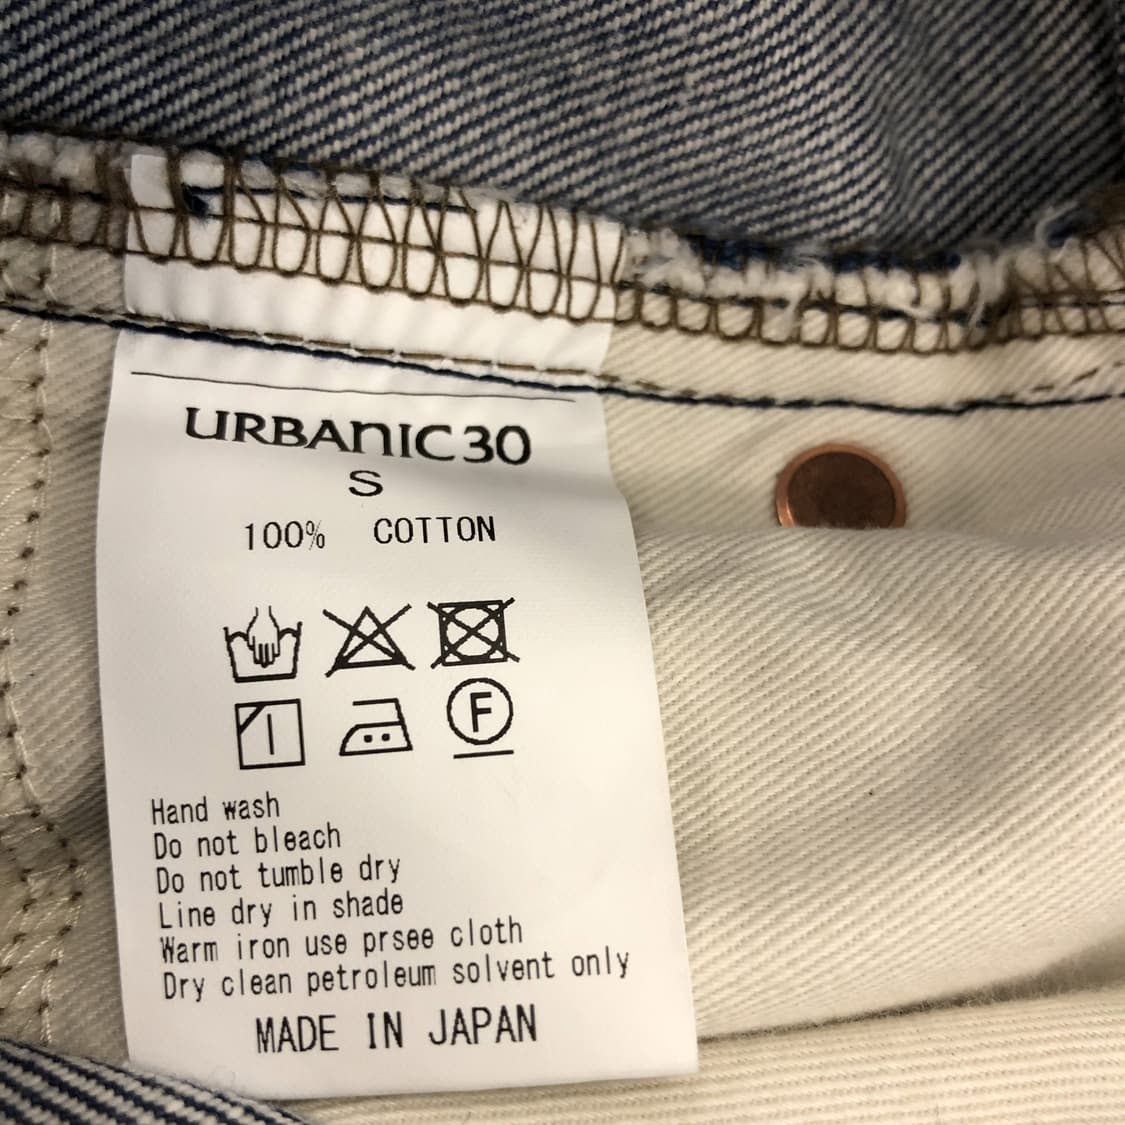 URBANIC30
S
100% COTTON
F
Hand wash
Do not bleach
Do not tumble dry
Line dry in shade
Warm iron use prsee cloth
Dry clean petroleum solvent only
MADE IN JAPAN